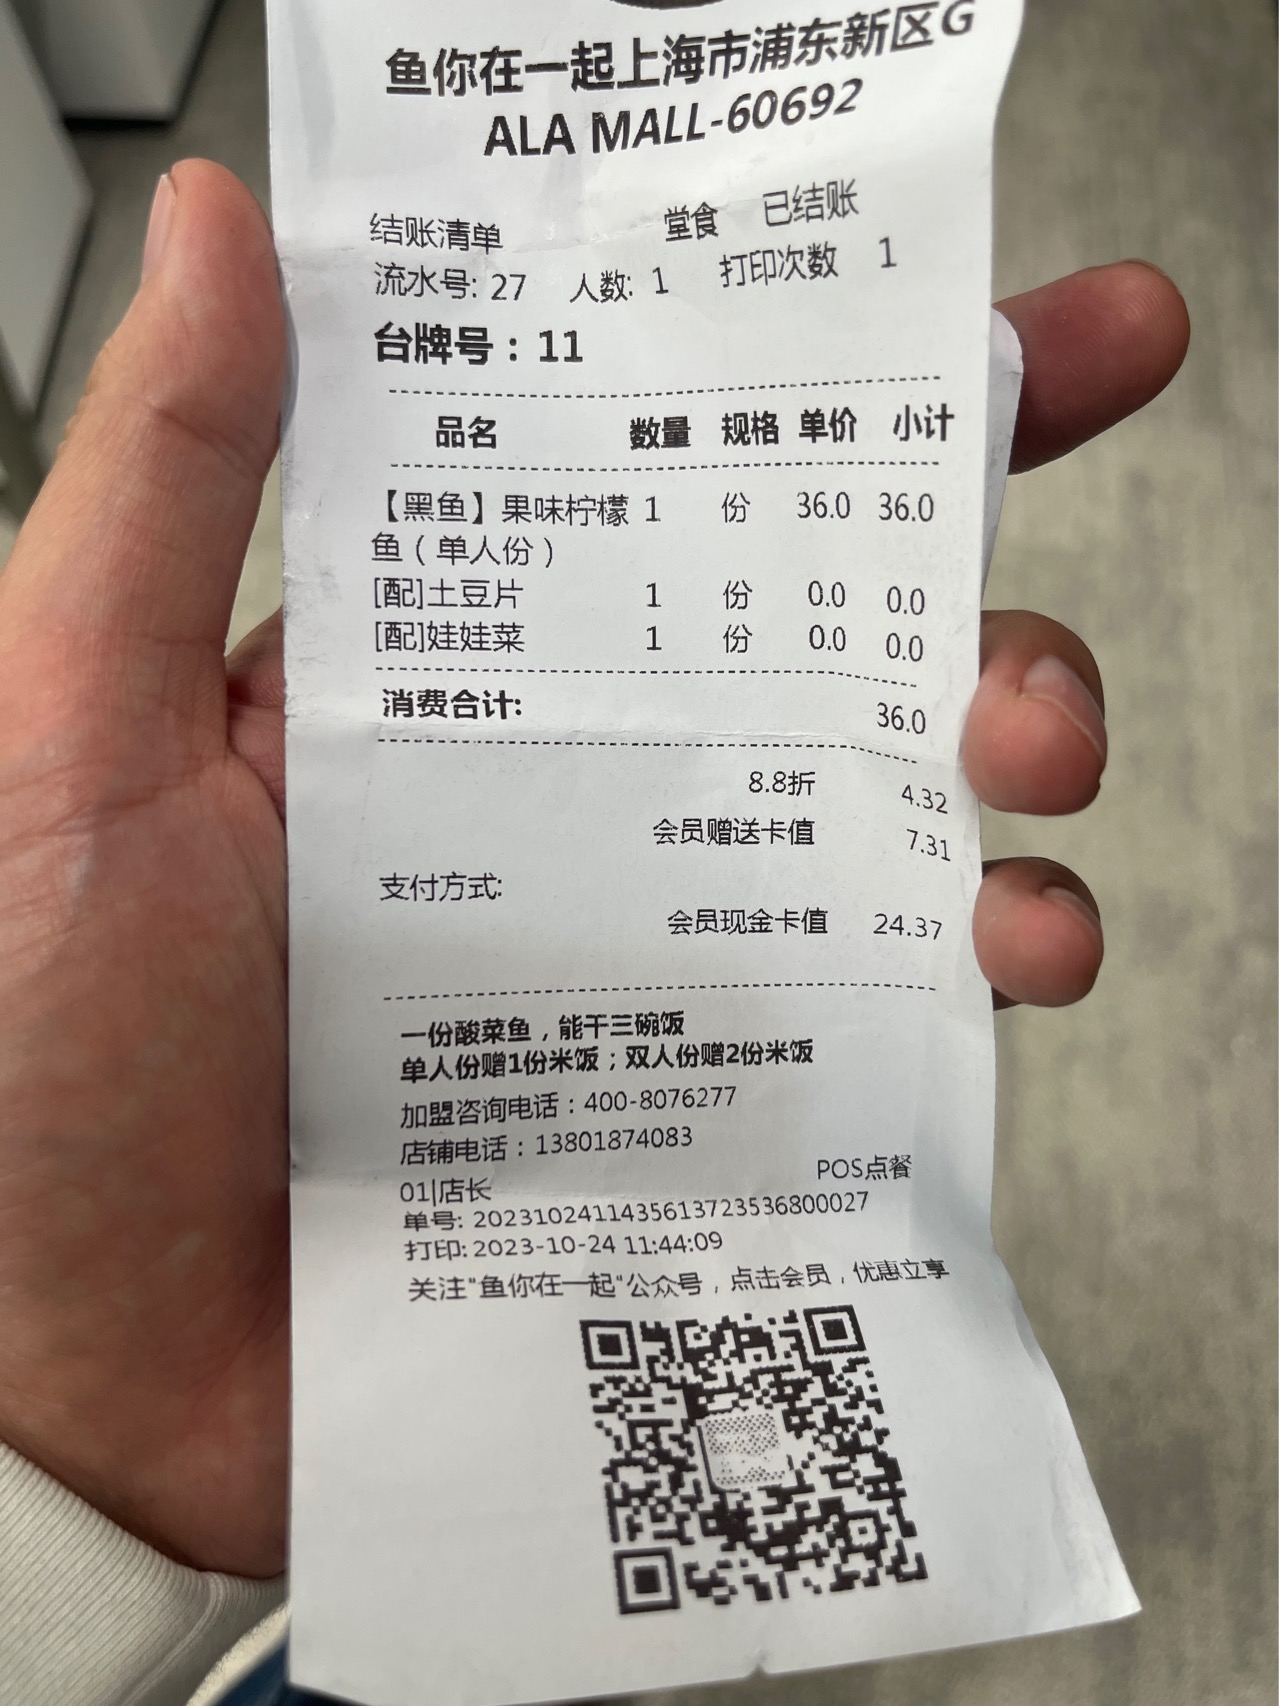 鱼你在一起上海市浦东新区G
ALA MALL-60692
结账清单 堂食 已结账
流水号: 27 人数: 1 打印次数 1
台牌号：11
品名 数量 规格 单价 小计
【黑鱼】果味柠檬 1 份 36.0 36.0
鱼（单人份）
[配]土豆片 1 份 0.0 0.0
[配]娃娃菜 1 份 0.0 0.0
消费合计: 36.0
8.8折 4.32
会员赠送卡值 7.31
支付方式:
会员现金卡值 24.37
一份酸菜鱼，能干三碗饭
单人份赠1份米饭；双人份赠2份米饭
加盟咨询电话：400-8076277
店铺电话：13801874083
01|店长 POS点餐
单号: 20231024114356137235368000​27
打印: 2023-10-24 11:44:09
关注"鱼你在一起"公众号，点击会员，优惠立享